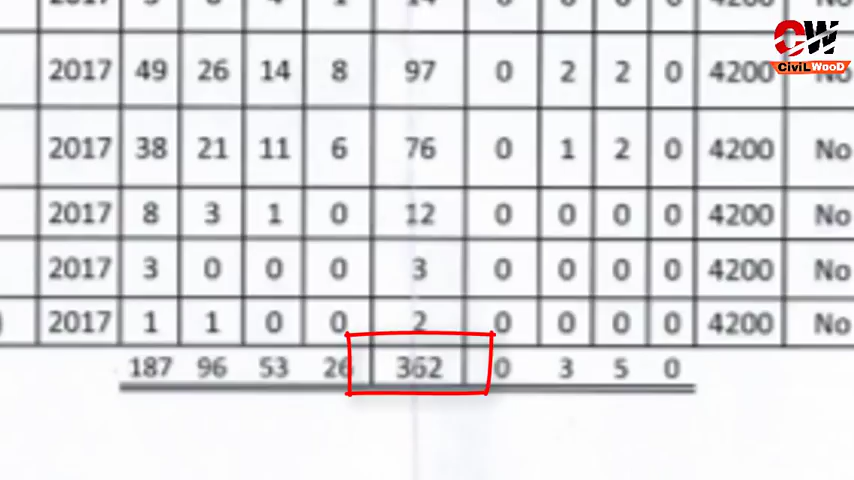 CW
CiviLWooD
2017 49 26 14 8 97 0 2 2 0 4200 No
2017 38 21 11 6 76 0 1 2 0 4200 No
2017 8 3 1 0 12 0 0 0 0 4200 No
2017 3 0 0 0 3 0 0 0 0 4200 No
) 2017 1 1 0 0 2 0 0 0 0 4200 No
187 96 53 26 362 0 3 5 0